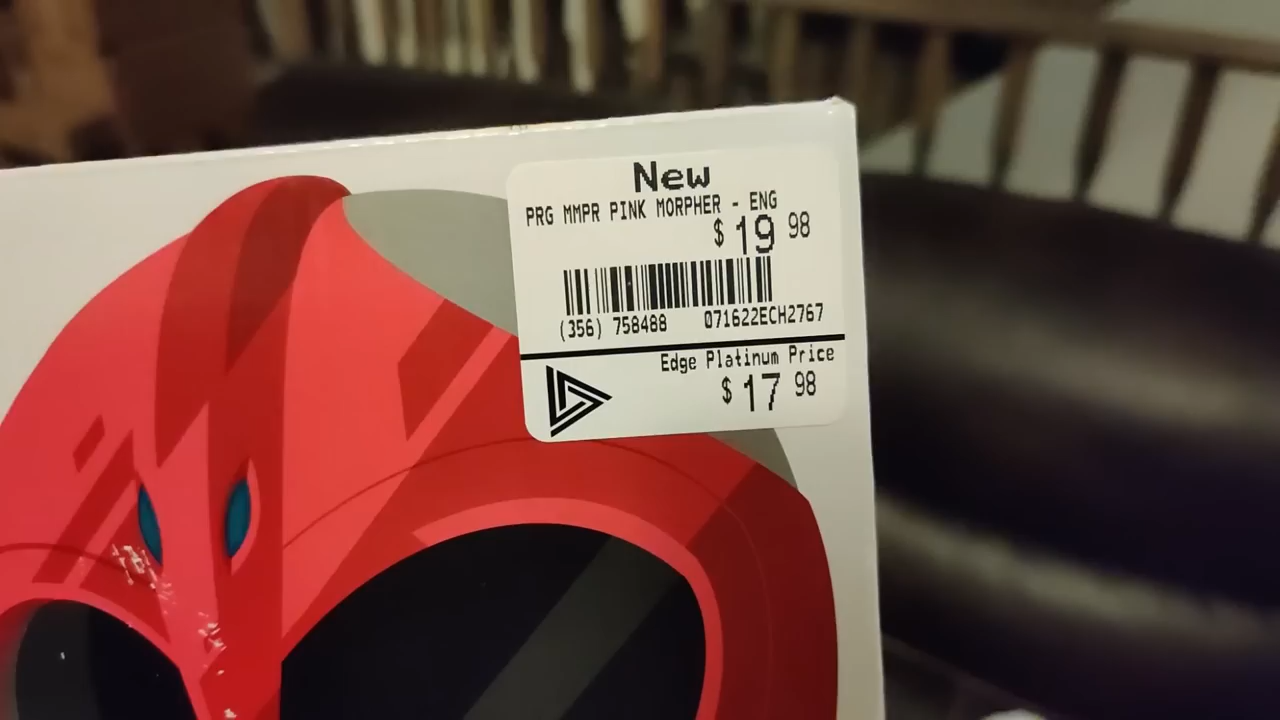 New
PRG MMPR PINK MORPHER - ENG
$ 19 98
(356) 758488 071622ECH2767
Edge Platinum Price
$ 17 98